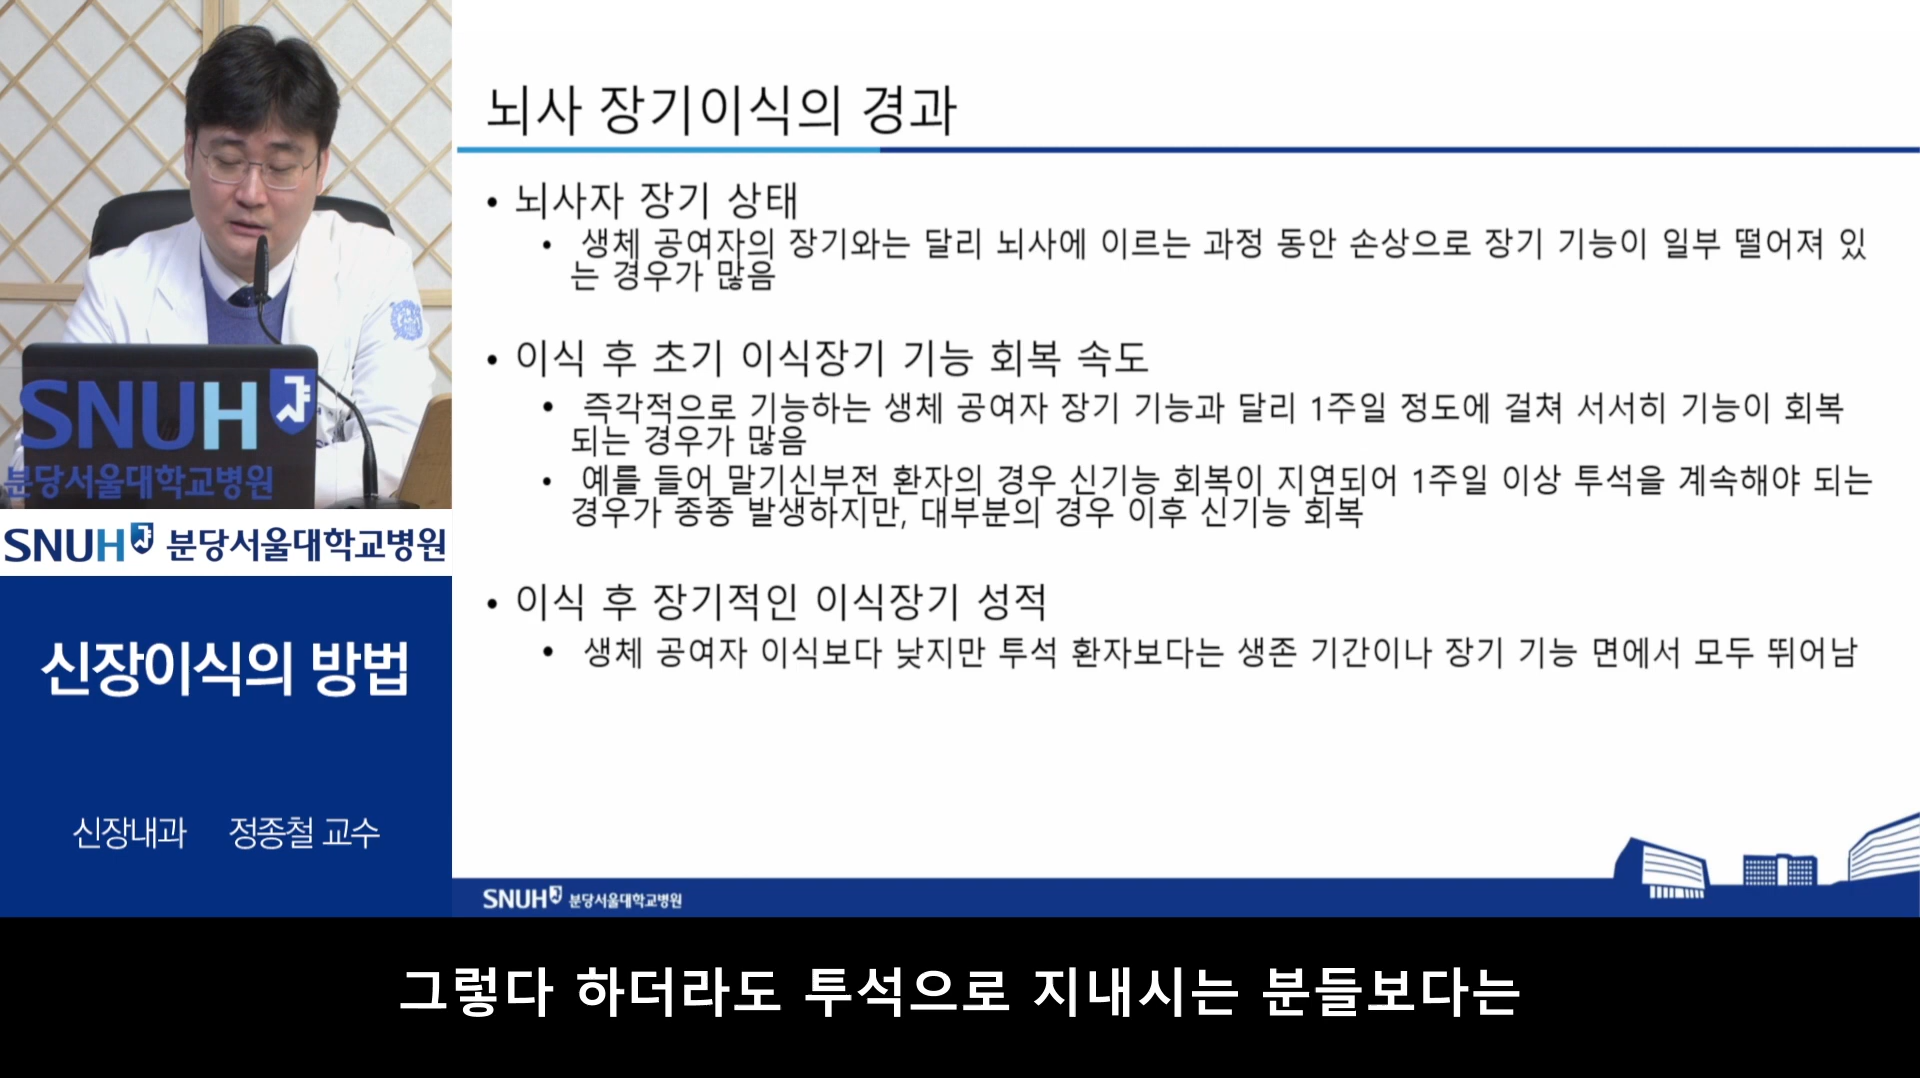 뇌사 장기이식의 경과
• 뇌사자 장기 상태
• 생체 공여자의 장기와는 달리 뇌사에 이르는 과정 동안 손상으로 장기 기능이 일부 떨어져 있
는 경우가 많음
• 이식 후 초기 이식장기 기능 회복 속도
• 즉각적으로 기능하는 생체 공여자 장기 기능과 달리 1주일 정도에 걸쳐 서서히 기능이 회복
되는 경우가 많음
• 예를 들어 말기신부전 환자의 경우 신기능 회복이 지연되어 1주일 이상 투석을 계속해야 되는
경우가 종종 발생하지만, 대부분의 경우 이후 신기능 회복
• 이식 후 장기적인 이식장기 성적
• 생체 공여자 이식보다 낮지만 투석 환자보다는 생존 기간이나 장기 기능 면에서 모두 뛰어남
SNUH 분당서울대학교병원
SNUH
분당서울대학교병원
SNUH 분당서울대학교병원
신장이식의 방법
신장내과 정종철 교수
그렇다 하더라도 투석으로 지내시는 분들보다는